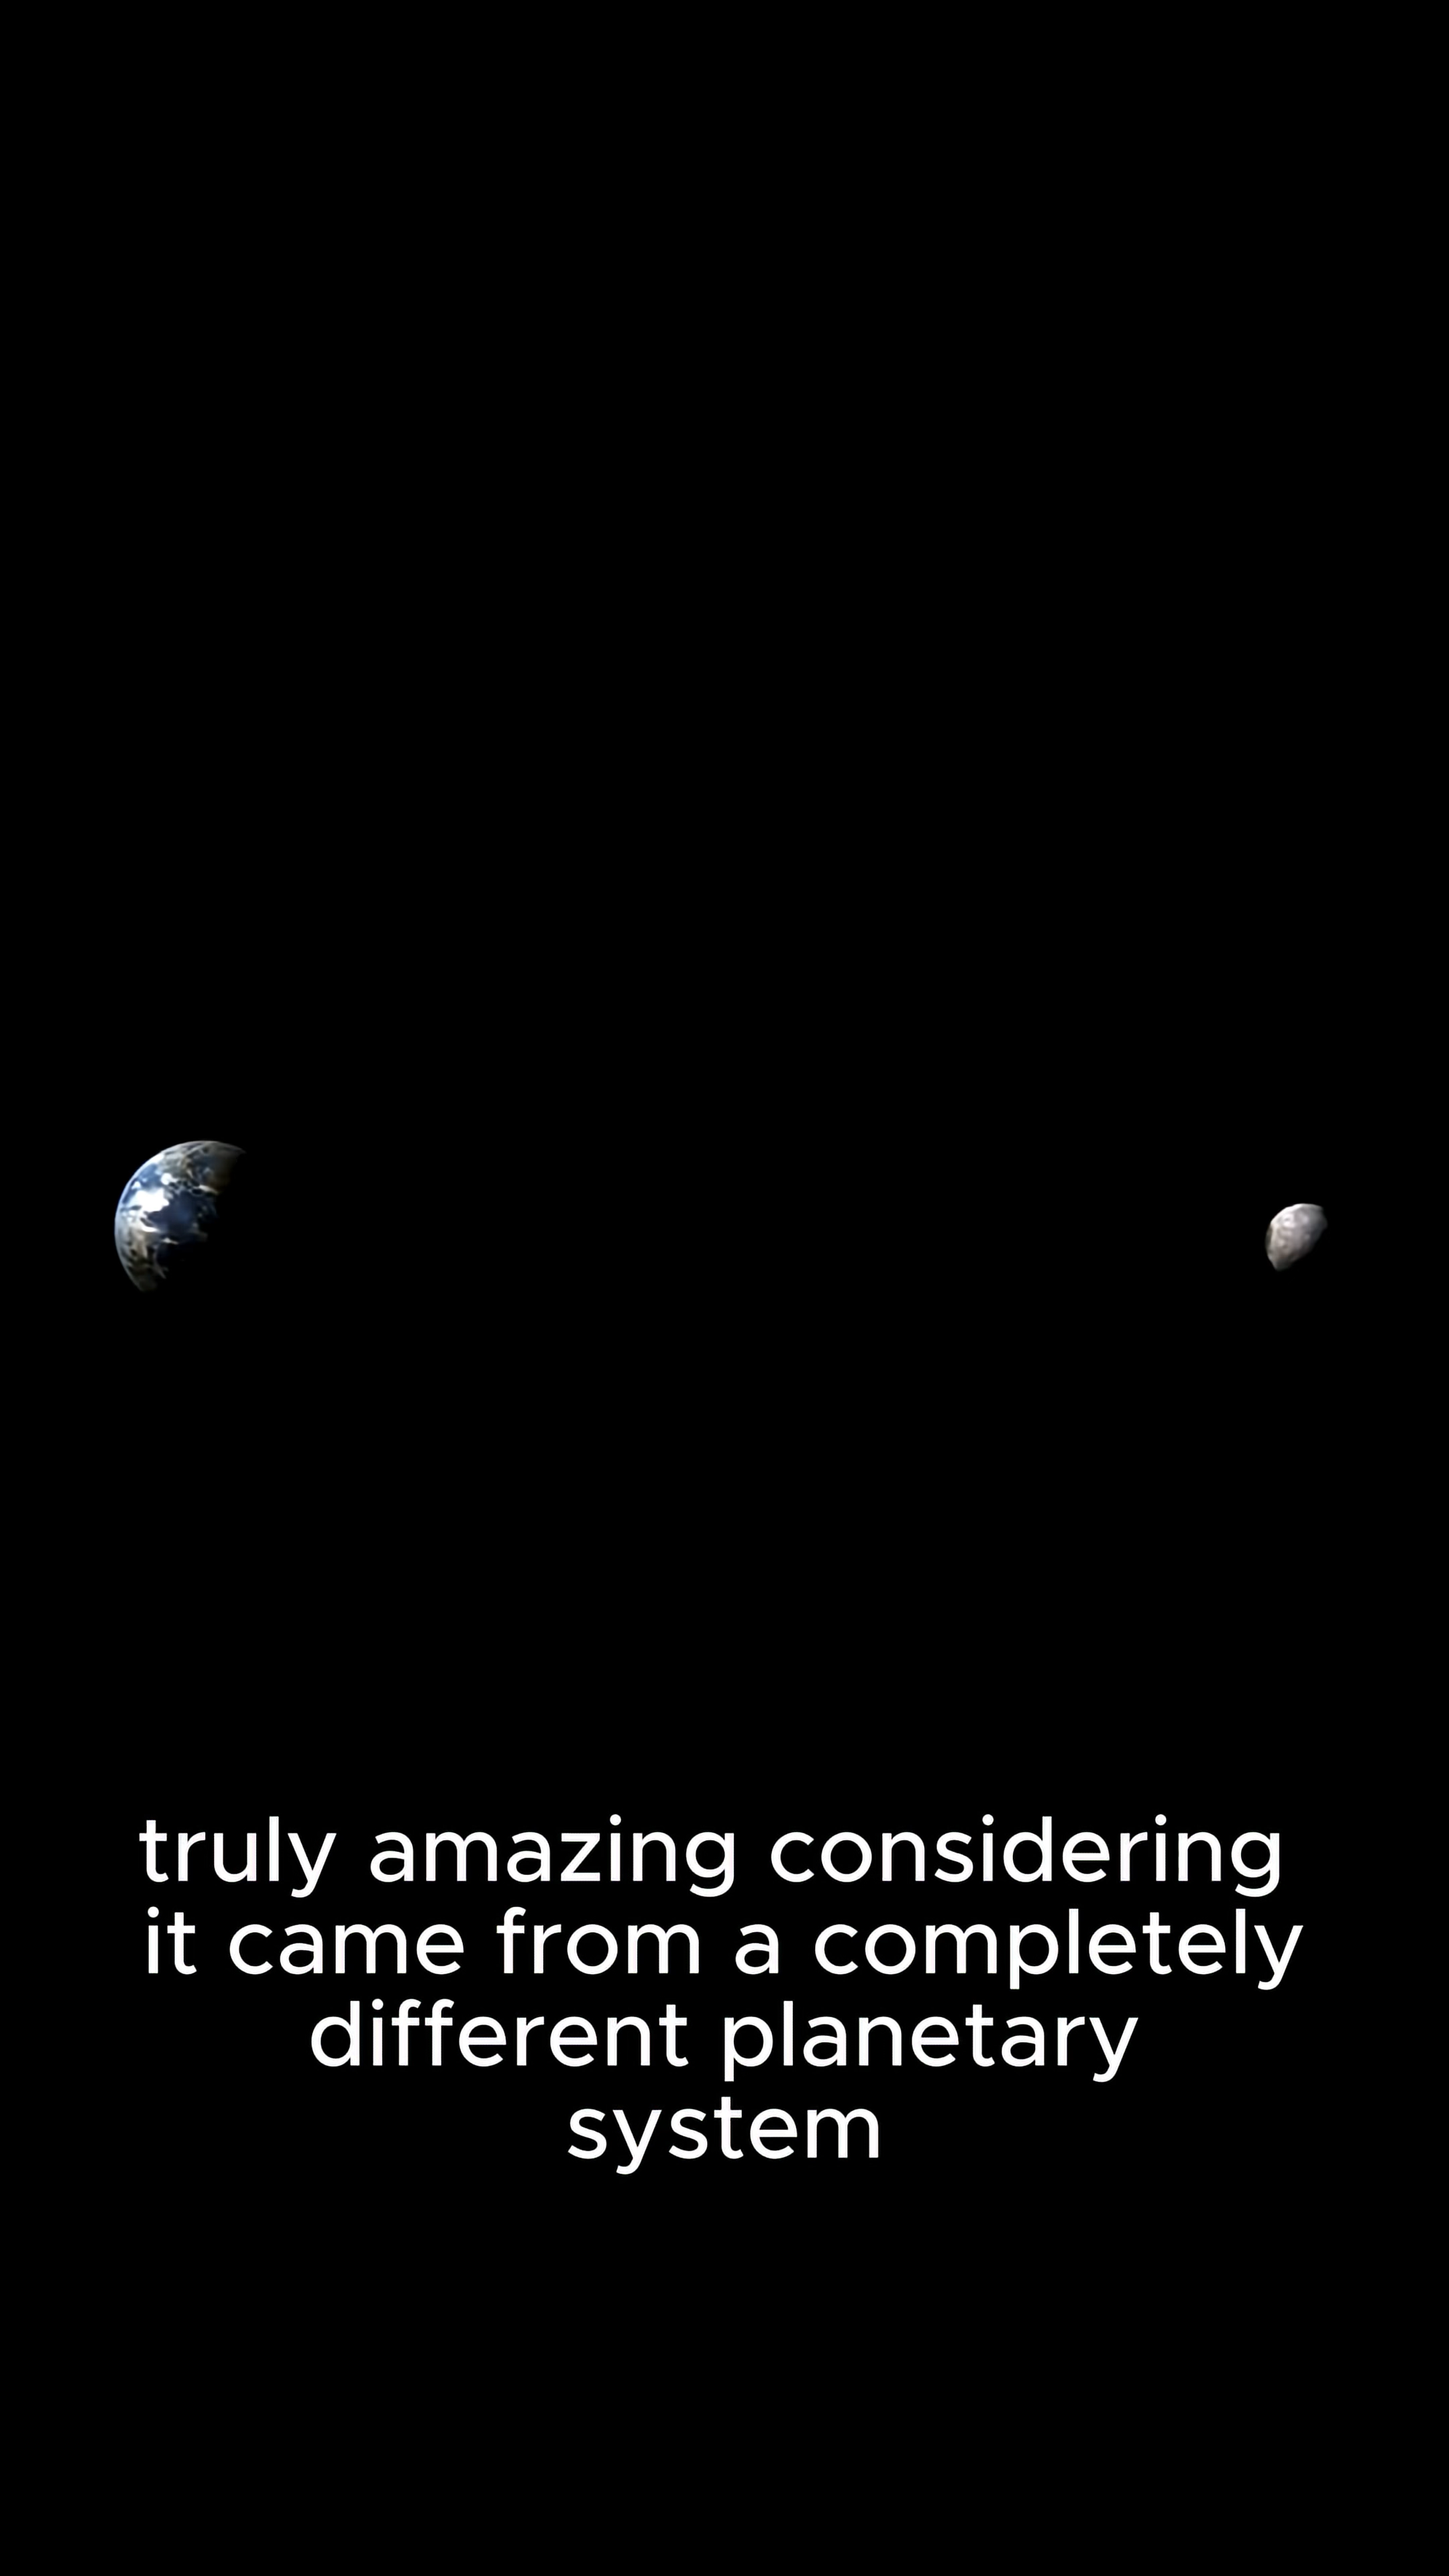 truly amazing considering
it came from a completely
different planetary
system